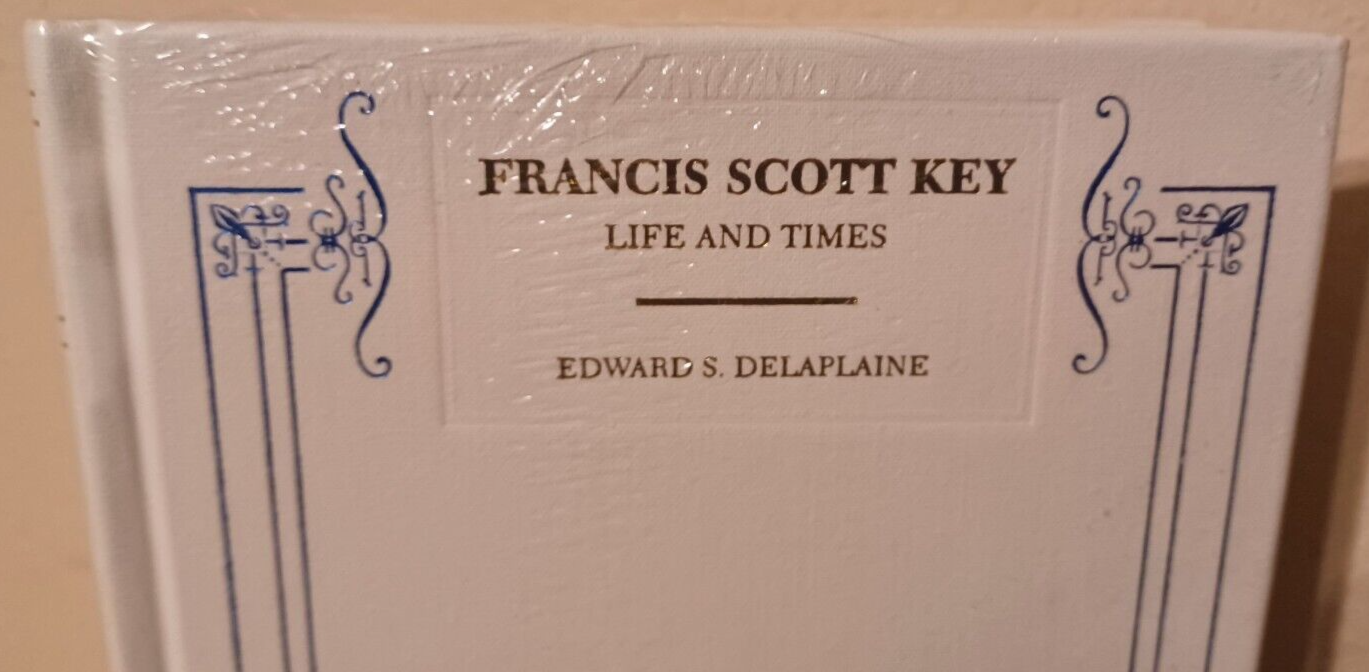 FRANCIS SCOTT KEY
LIFE AND TIMES
EDWARD S. DELAPLAINE